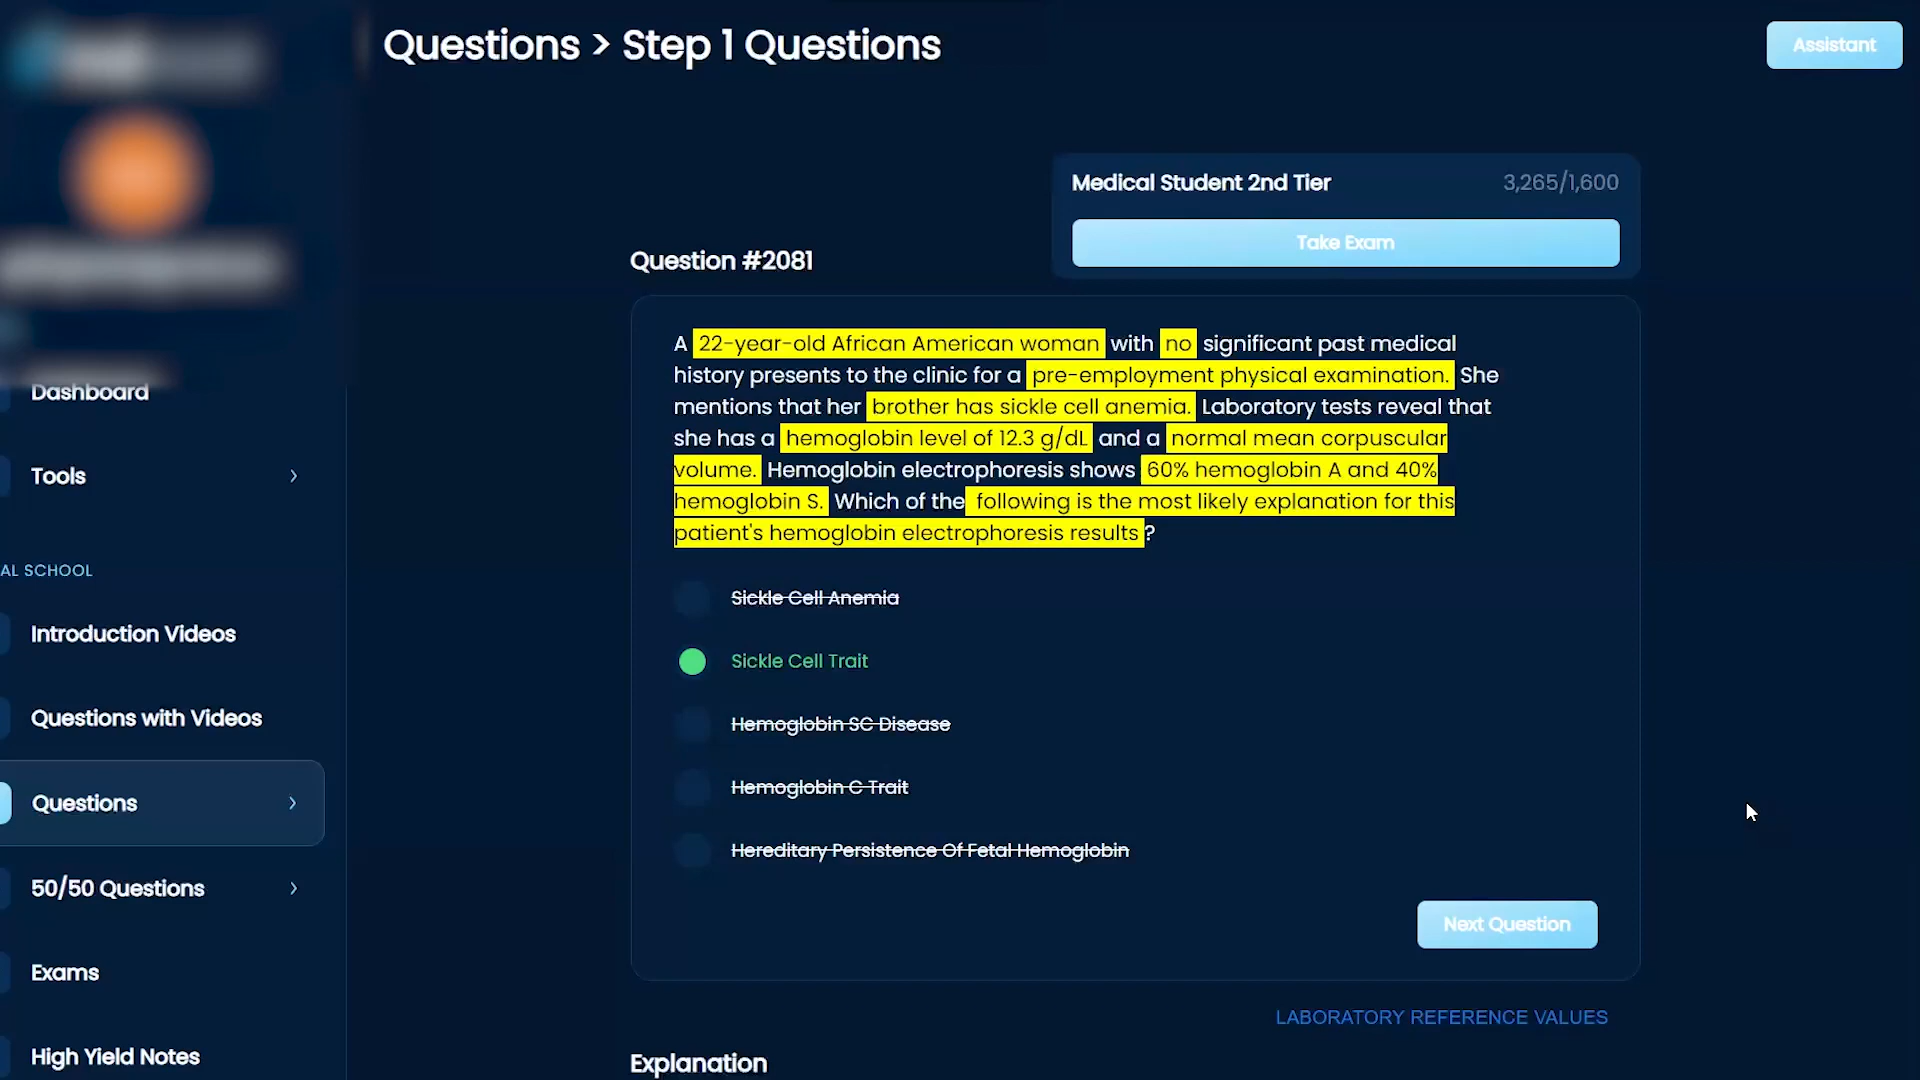 Questions > Step 1 Questions
Assistant
Medical Student 2nd Tier
3,265/1,600
Take Exam
Question #2081
A 22-year-old African American woman with no significant past medical
history presents to the clinic for a pre-employment physical examination. She
mentions that her brother has sickle cell anemia. Laboratory tests reveal that
she has a hemoglobin level of 12.3 g/dL and a normal mean corpuscular
volume. Hemoglobin electrophoresis shows 60% hemoglobin A and 40%
hemoglobin S. Which of the following is the most likely explanation for this
patient's hemoglobin electrophoresis results ?
Sickle Cell Anemia
Sickle Cell Trait
Hemoglobin SC Disease
Hemoglobin C Trait
Hereditary Persistence Of Fetal Hemoglobin
Next Question
LABORATORY REFERENCE VALUES
Explanation
Dashboard
Tools
AL SCHOOL
Introduction Videos
Questions with Videos
Questions
50/50 Questions
Exams
High Yield Notes